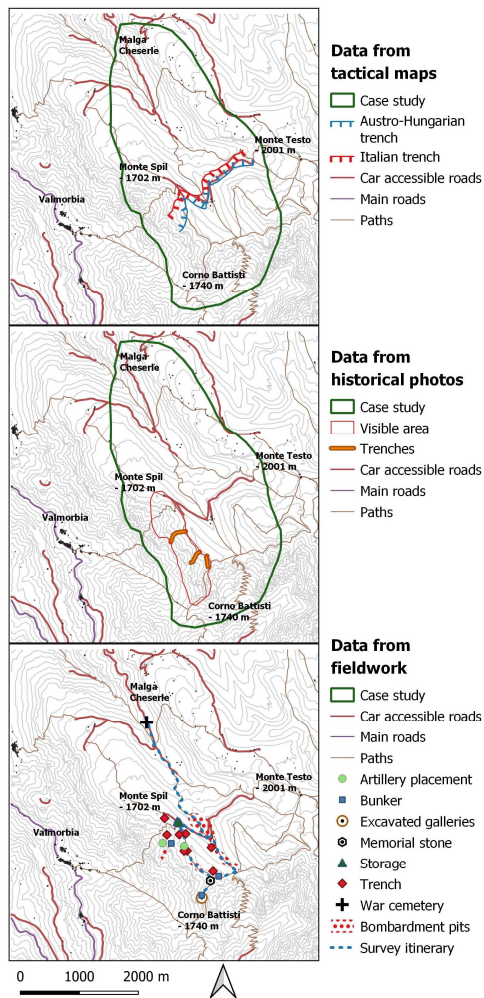 Malga
Cheserle
Monte Testo
- 2001 m
Monte Spil
- 1702 m
Valmorbia
Corno Battisti
- 1740 m
Data from
tactical maps
Case study
Austro-Hungarian
trench
Italian trench
Car accessible roads
Main roads
Paths
Malga
Cheserle
Monte Testo
- 2001 m
Monte Spil
- 1702 m
Valmorbia
Corno Battisti
- 1740 m
Data from
historical photos
Case study
Visible area
Trenches
Car accessible roads
Main roads
Paths
Malga
Cheserle
Monte Testo
- 2001 m
Monte Spil
- 1702 m
Valmorbia
Corno Battisti
- 1740 m
Data from
fieldwork
Case study
Car accessible roads
Main roads
Paths
Artillery placement
Bunker
Excavated galleries
Memorial stone
Storage
Trench
War cemetery
Bombardment pits
Survey itinerary
0 1000 2000 m